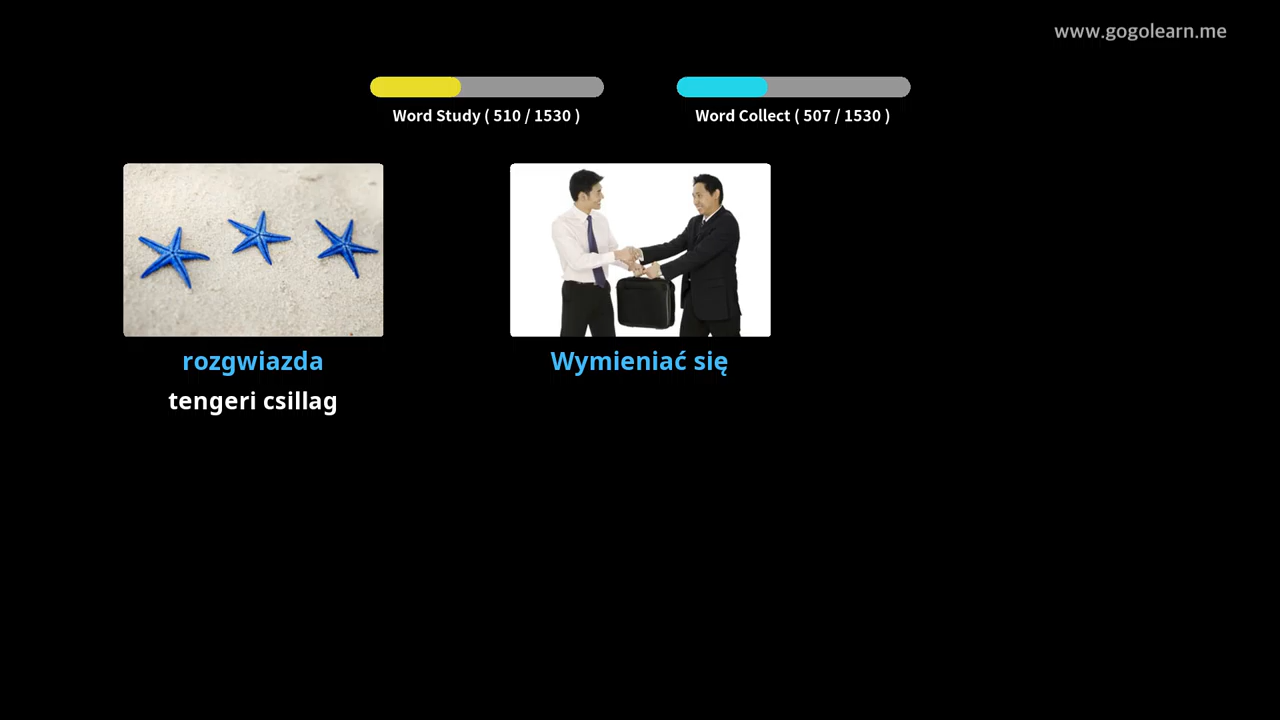 www.gogolearn.me
Word Study ( 510 / 1530 )
Word Collect ( 507 / 1530 )
rozgwiazda
tengeri csillag
Wymieniać się